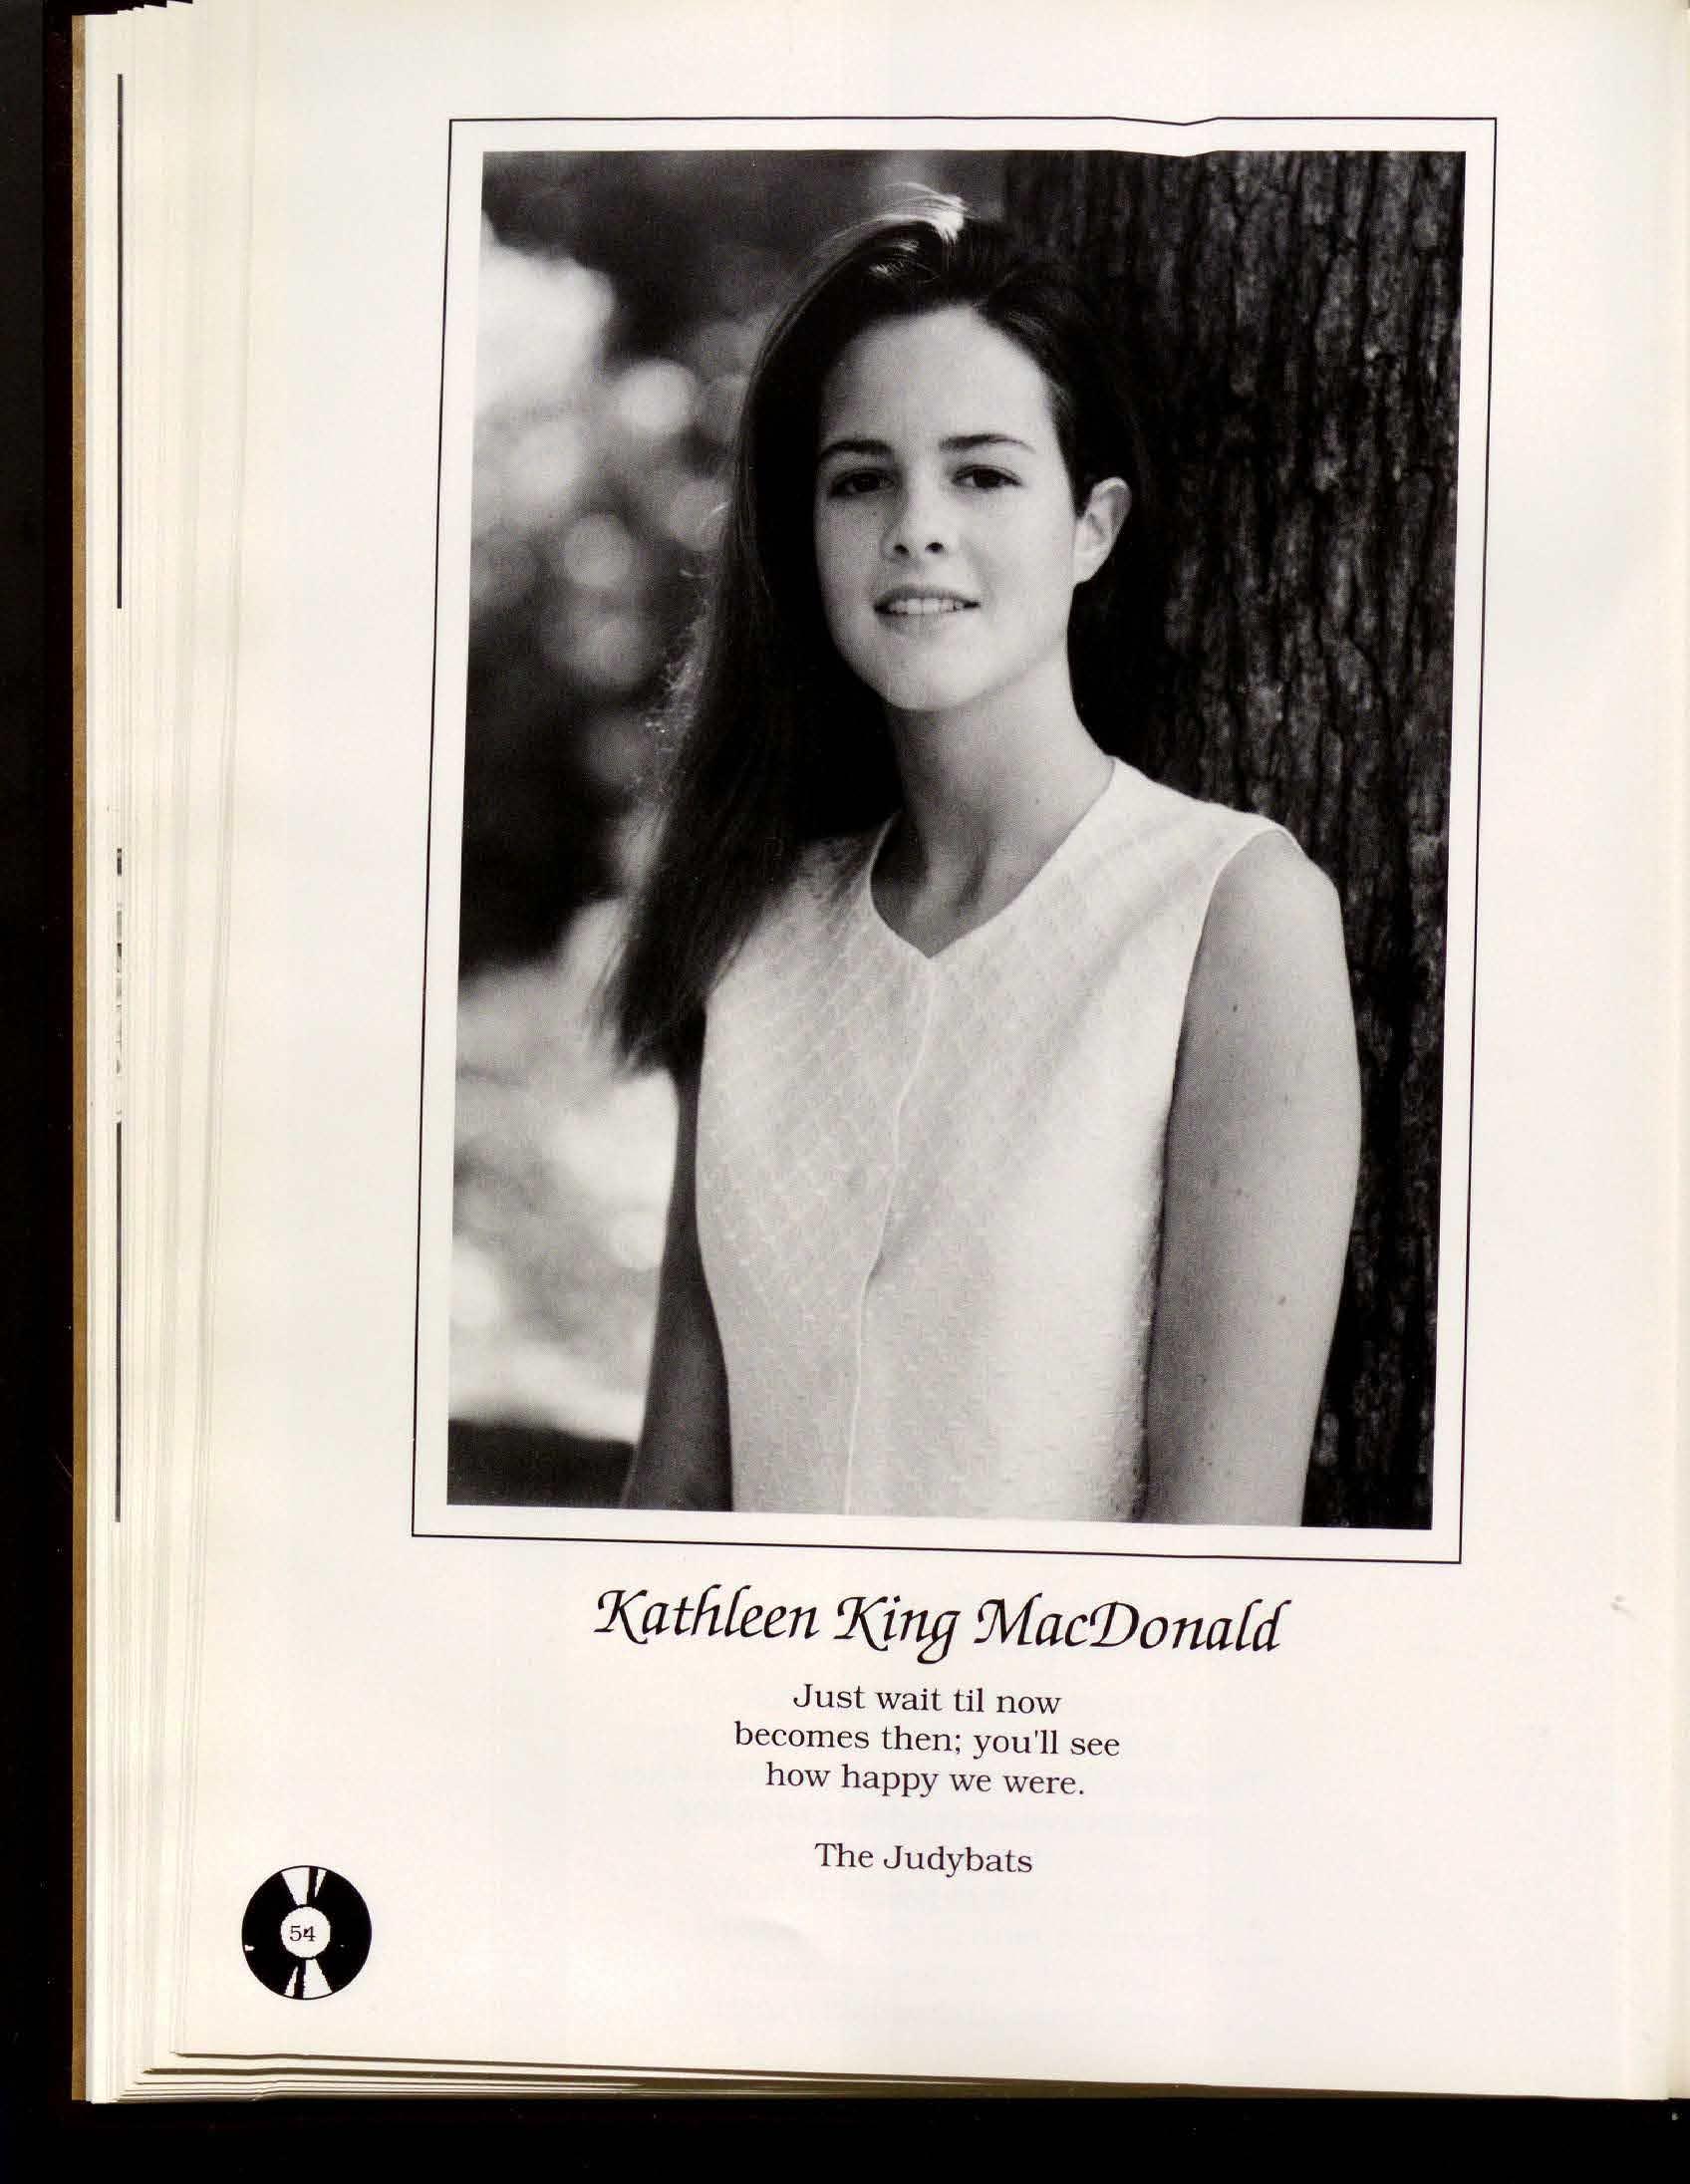 Kathleen King MacDonald
Just wait til now
becomes then; you'll see
how happy we were.
The Judybats
54